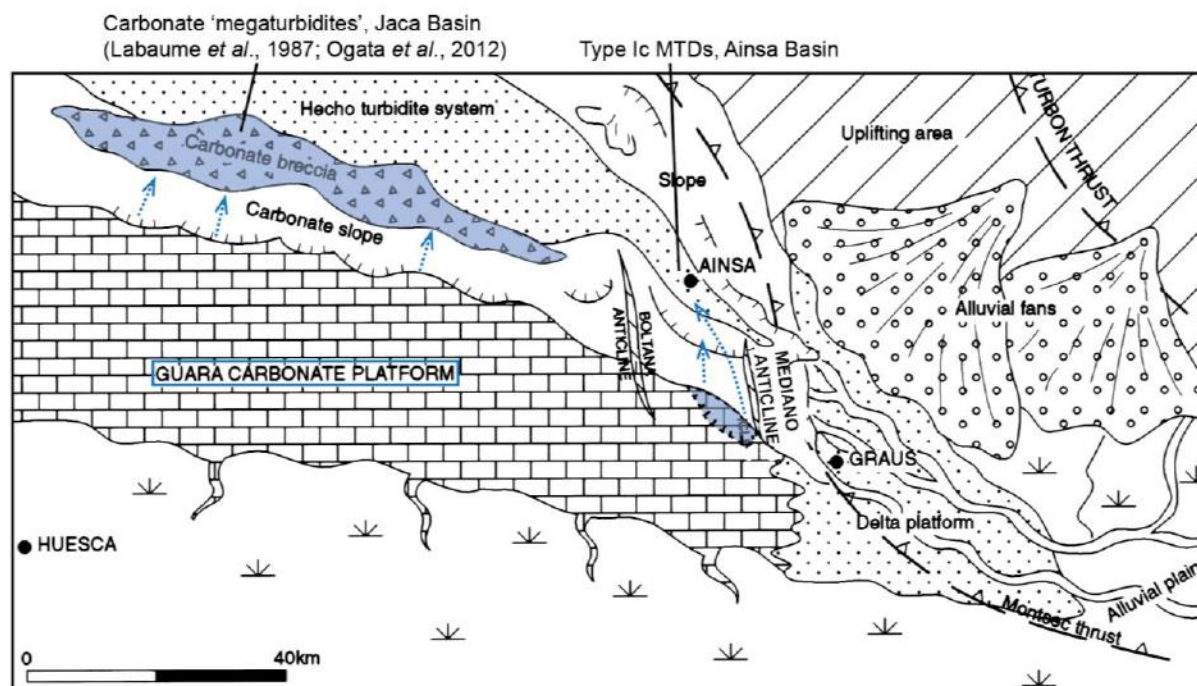 Carbonate ‘megaturbidites’, Jaca Basin
(Labaume et al., 1987; Ogata et al., 2012)
Type Ic MTDs, Ainsa Basin
Hecho turbidite system
Uplifting area
TURBON THRUST
Carbonate breccia
Slope
Carbonate slope
AINSA
Alluvial fans
BOLTANA
ANTICLINE
GUARA CARBONATE PLATFORM
MEDIANO
ANTICLINE
GRAUS
Delta platform
HUESCA
Alluvial plain
Montsec thrust
0
40km